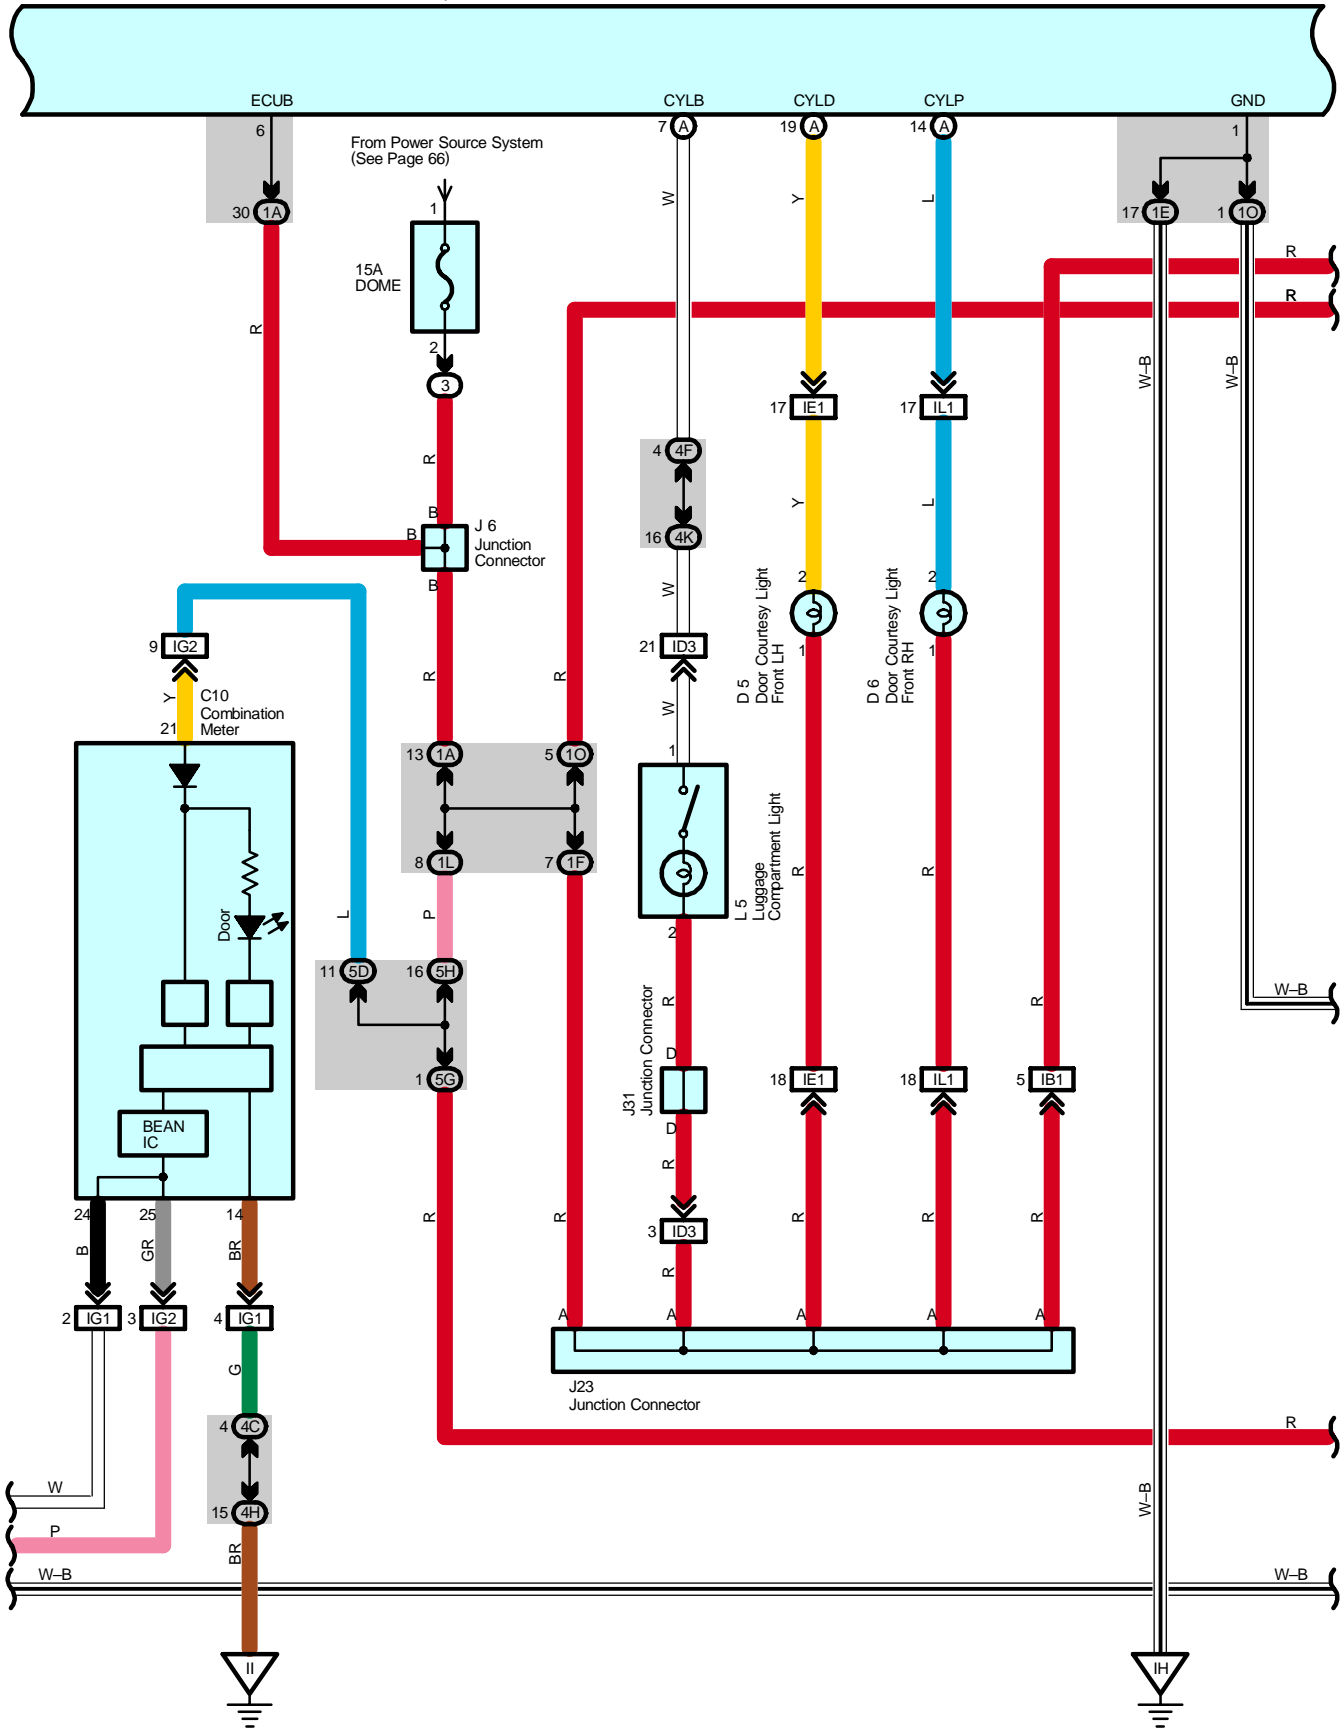 ECUB
CYLB
CYLD
CYLP
GND
6
7 A
19 A
14 A
1
From Power Source System
(See Page 66)
30 1A
1
W
Y
L
17 1E
1 1O
15A
DOME
R
R
R
2
3
W–B
W–B
17 IE1
17 IL1
R
4 4F
Y
L
B
B
J 6
Junction
Connector
16 4K
B
W
2
2
9 IG2
21 ID3
D 5
Door Courtesy Light
Front LH
1
D 6
Door Courtesy Light
Front RH
1
R
R
Y
C10
Combination
Meter
21
W
13 1A
5 1O
1
L 5
Luggage
Compartment Light
8 1L
7 1F
R
R
Door
L
P
2
11 5D
16 5H
W–B
R
R
J31
Junction Connector
D
1 5G
18 IE1
18 IL1
5 IB1
BEAN
IC
D
R
24
25
14
B
GR
BR
R
R
R
R
R
3 ID3
R
2 IG1
3 IG2
4 IG1
A
A
A
A
A
G
J23
Junction Connector
4 4C
R
W
15 4H
W–B
P
BR
W–B
W–B
II
IH